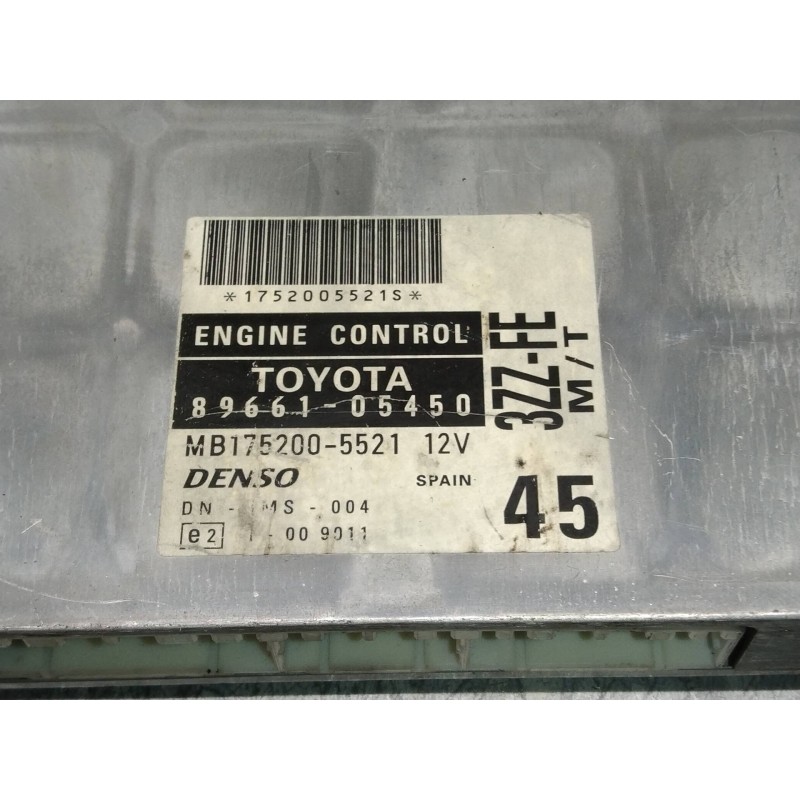 *1752005521S*
ENGINE CONTROL
TOYOTA
89661-05450
MB175200-5521 12V
DENSO SPAIN
DN - MS - 004
e2 1 - 00 9011
3ZZ-FE
M/T
45